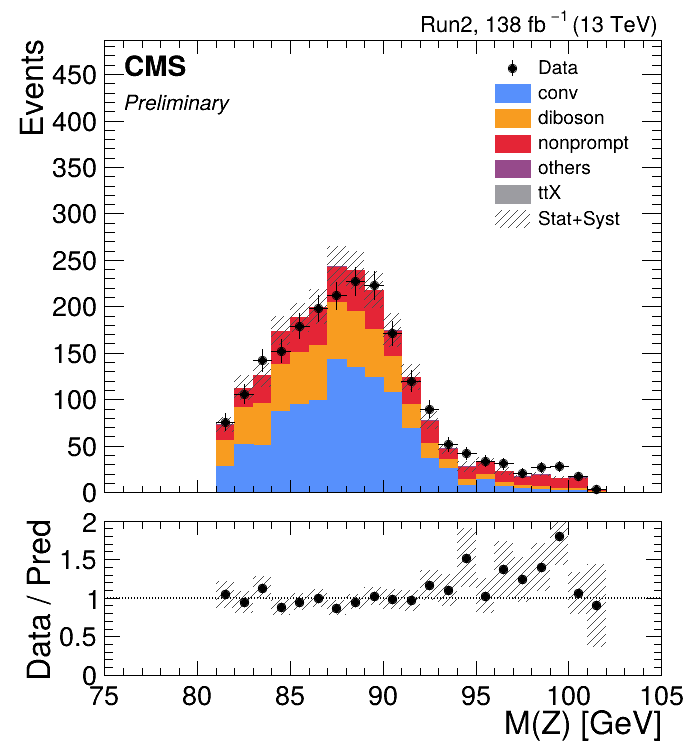 Run2, 138 fb⁻¹ (13 TeV)
Events
450
400
350
300
250
200
150
100
50
0
CMS
Preliminary
Data
conv
diboson
nonprompt
others
ttX
Stat+Syst
Data / Pred
2
1.5
1
0.5
0
75 80 85 90 95 100 105
M(Z) [GeV]